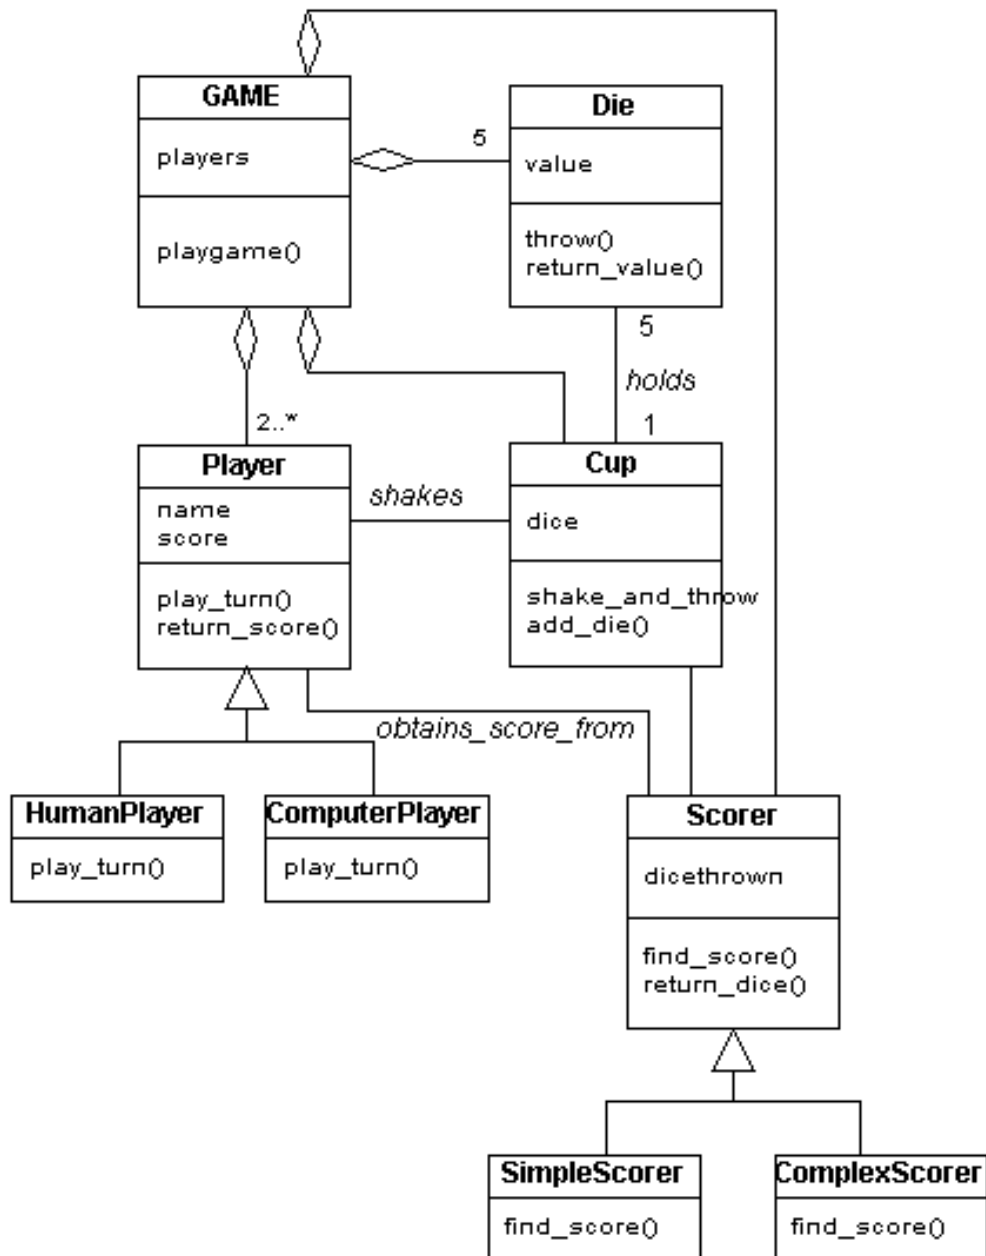 GAME
players
playgame()
5
Die
value
throw()
return_value()
5
holds
1
2..*
Player
name
score
play_turn()
return_score()
shakes
Cup
dice
shake_and_throw
add_die()
obtains_score_from
HumanPlayer
play_turn()
ComputerPlayer
play_turn()
Scorer
dicethrown
find_score()
return_dice()
SimpleScorer
find_score()
ComplexScorer
find_score()